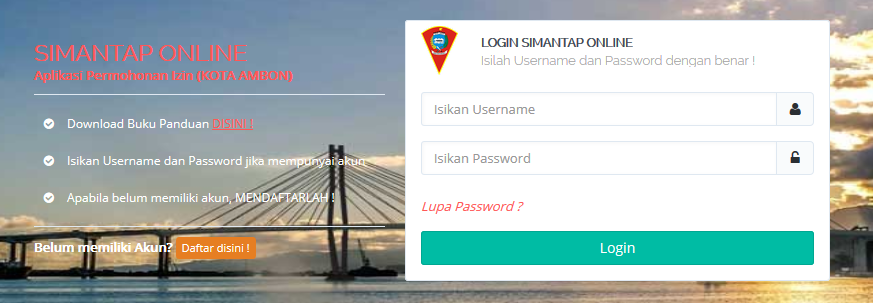 SIMANTAP ONLINE
Aplikasi Permohonan Izin (KOTA AMBON)
Download Buku Panduan DISINI !
Isikan Username dan Password jika mempunyai akun
Apabila belum memiliki akun, MENDAFTARLAH !
Belum memiliki Akun? Daftar disini !
LOGIN SIMANTAP ONLINE
Isilah Username dan Password dengan benar !
Isikan Username
Isikan Password
Lupa Password ?
Login